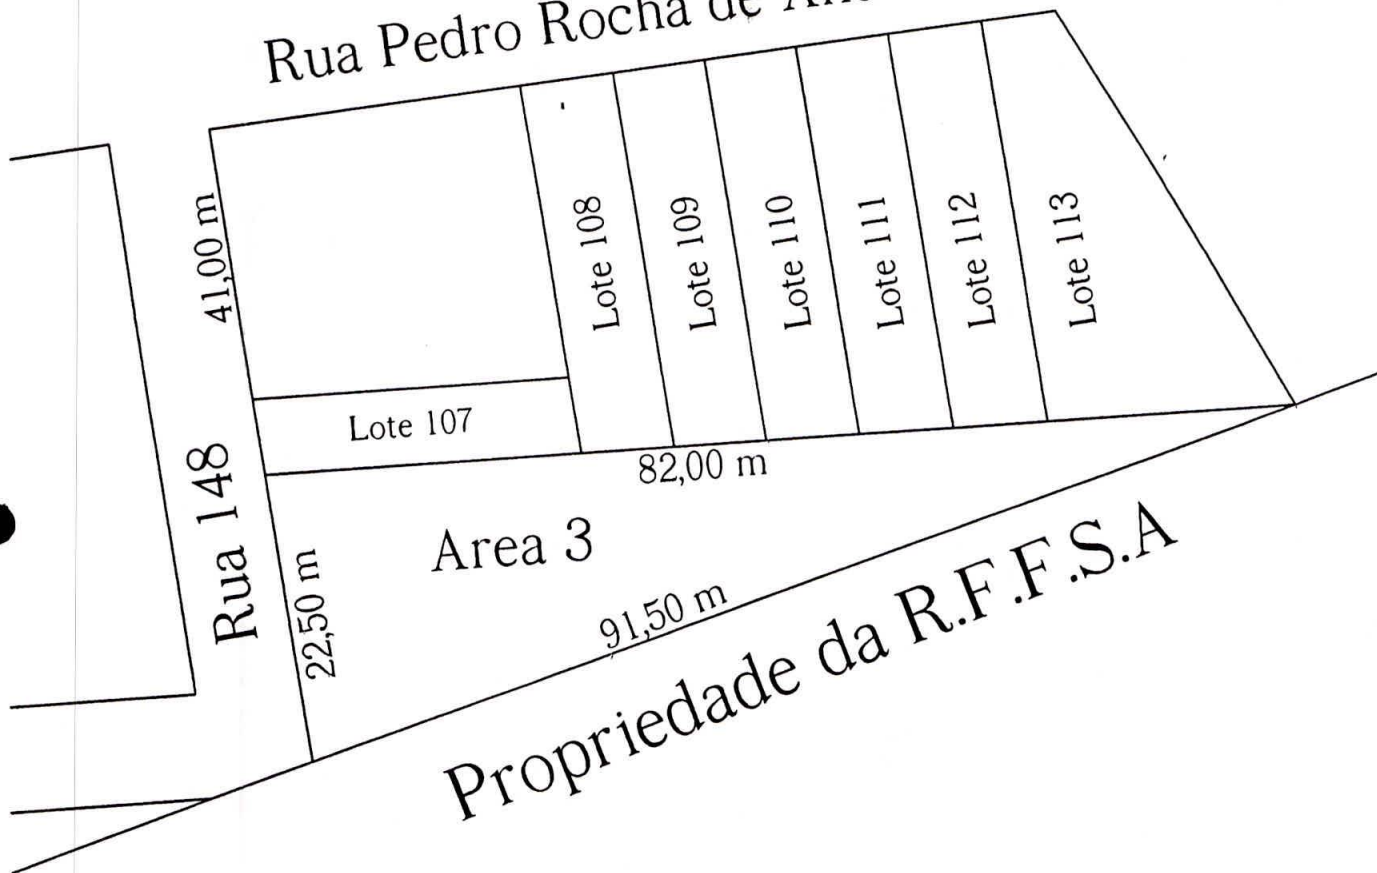 Rua Pedro Rocha de
41,00 m
Lote 108
Lote 109
Lote 110
Lote 111
Lote 112
Lote 113
Lote 107
82,00 m
Rua 148
Area 3
22,50 m
91,50 m
Propriedade da R.F.F.S.A